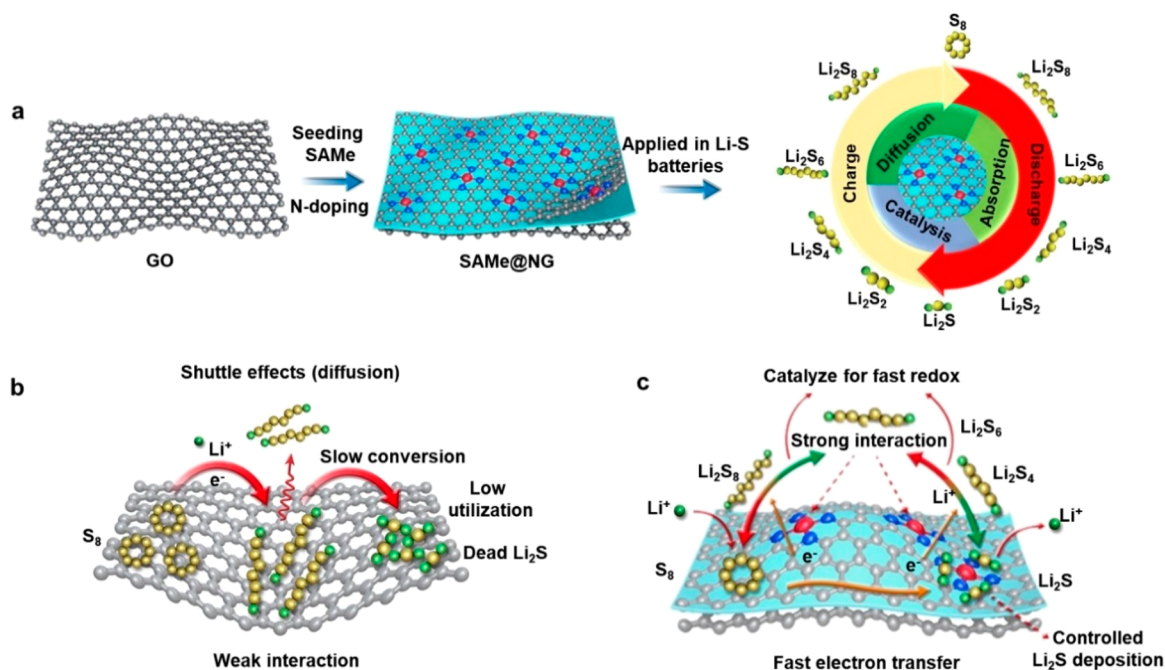 a
GO
Seeding
SAMe
N-doping
SAMe@NG
Applied in Li-S
batteries
S₈
Li₂S₈
Li₂S₈
Li₂S₆
Li₂S₆
Li₂S₄
Li₂S₄
Li₂S₂
Li₂S₂
Li₂S
Charge
Discharge
Diffusion
Absorption
Catalysis
b
Shuttle effects (diffusion)
Li⁺
e⁻
Slow conversion
Low
utilization
S₈
Dead Li₂S
Weak interaction
c
Catalyze for fast redox
Strong interaction
Li₂S₆
Li₂S₈
Li₂S₄
Li⁺
Li⁺
Li⁺
e⁻
e⁻
S₈
Li₂S
Controlled
Li₂S deposition
Fast electron transfer